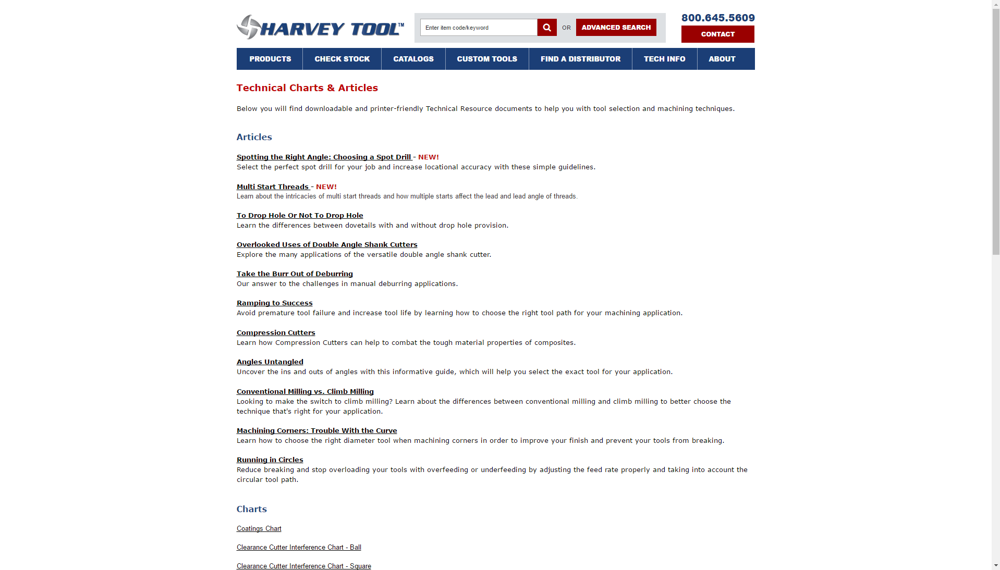 HARVEY TOOL™
Enter item code/keyword
OR
ADVANCED SEARCH
800.645.5609
CONTACT
PRODUCTS
CHECK STOCK
CATALOGS
CUSTOM TOOLS
FIND A DISTRIBUTOR
TECH INFO
ABOUT
Technical Charts & Articles
Below you will find downloadable and printer-friendly Technical Resource documents to help you with tool selection and machining techniques.
Articles
Spotting the Right Angle: Choosing a Spot Drill - NEW!
Select the perfect spot drill for your job and increase locational accuracy with these simple guidelines.
Multi Start Threads - NEW!
Learn about the intricacies of multi start threads and how multiple starts affect the lead and lead angle of threads.
To Drop Hole Or Not To Drop Hole
Learn the differences between dovetails with and without drop hole provision.
Overlooked Uses of Double Angle Shank Cutters
Explore the many applications of the versatile double angle shank cutter.
Take the Burr Out of Deburring
Our answer to the challenges in manual deburring applications.
Ramping to Success
Avoid premature tool failure and increase tool life by learning how to choose the right tool path for your machining application.
Compression Cutters
Learn how Compression Cutters can help to combat the tough material properties of composites.
Angles Untangled
Uncover the ins and outs of angles with this informative guide, which will help you select the exact tool for your application.
Conventional Milling vs. Climb Milling
Looking to make the switch to climb milling? Learn about the differences between conventional milling and climb milling to better choose the
technique that's right for your application.
Machining Corners: Trouble With the Curve
Learn how to choose the right diameter tool when machining corners in order to improve your finish and prevent your tools from breaking.
Running in Circles
Reduce breaking and stop overloading your tools with overfeeding or underfeeding by adjusting the feed rate properly and taking into account the
circular tool path.
Charts
Coatings Chart
Clearance Cutter Interference Chart - Ball
Clearance Cutter Interference Chart - Square